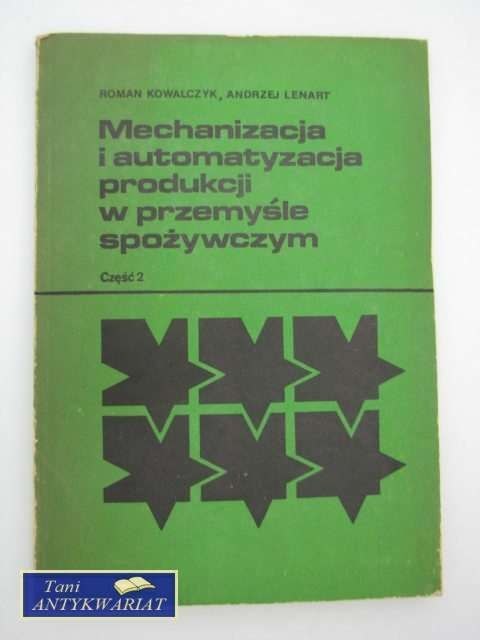 ROMAN KOWALCZYK, ANDRZEJ LENART
Mechanizacja
i automatyzacja
produkcji
w przemyśle
spożywczym
Część 2
Tani
ANTYKWARIAT